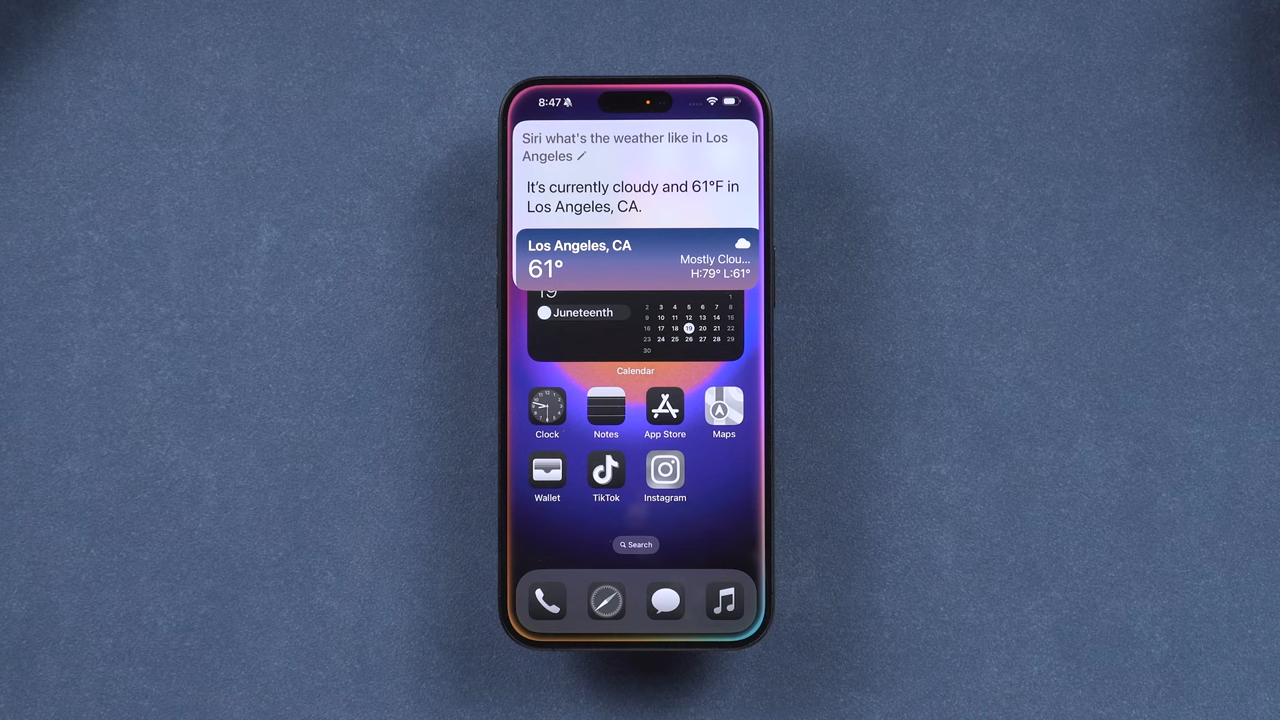 8:47
Siri what's the weather like in Los
Angeles
It's currently cloudy and 61°F in
Los Angeles, CA.
Los Angeles, CA
61°
Mostly Clou...
H:79° L:61°
19
Juneteenth
1
2 3 4 5 6 7 8
9 10 11 12 13 14 15
16 17 18 19 20 21 22
23 24 25 26 27 28 29
30
Calendar
Clock Notes App Store Maps
Wallet TikTok Instagram
Search